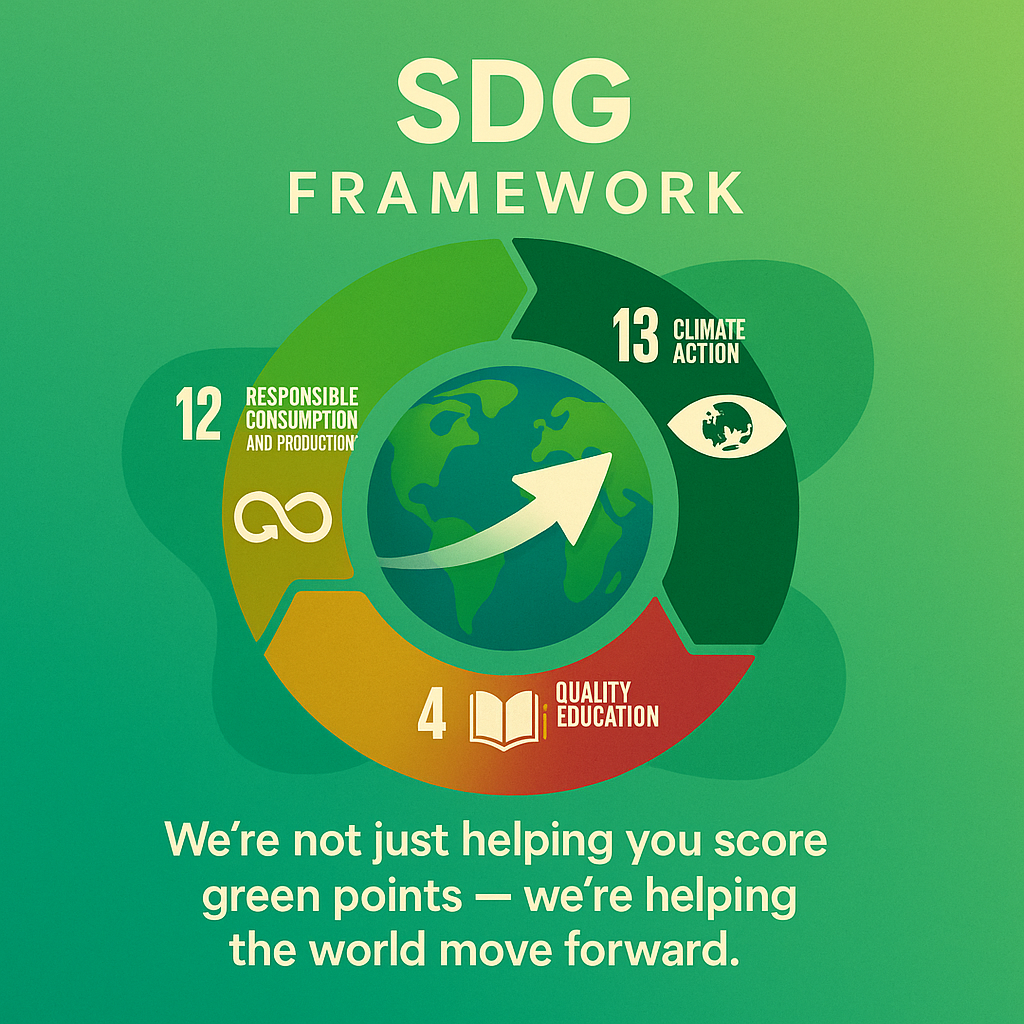 SDG
FRAMEWORK
13 CLIMATE
ACTION
12 RESPONSIBLE
CONSUMPTION
AND PRODUCTION'
4 QUALITY
EDUCATION
We're not just helping you score
green points — we're helping
the world move forward.